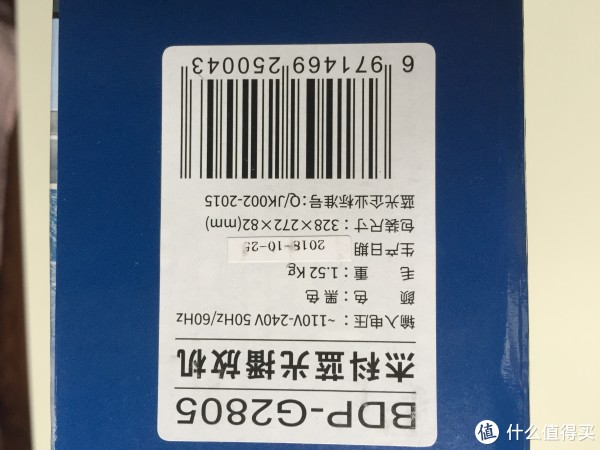 BDP-G2805
杰科蓝光播放机
输入电压：~110V-240V 50Hz/60Hz
颜 色：黑色
毛 重：1.52 Kg
生产日期：2018-10-25
包装尺寸：328×272×82(mm)
蓝光企业标准号：Q/JK002-2015
6 971469 250043
值 什么值得买